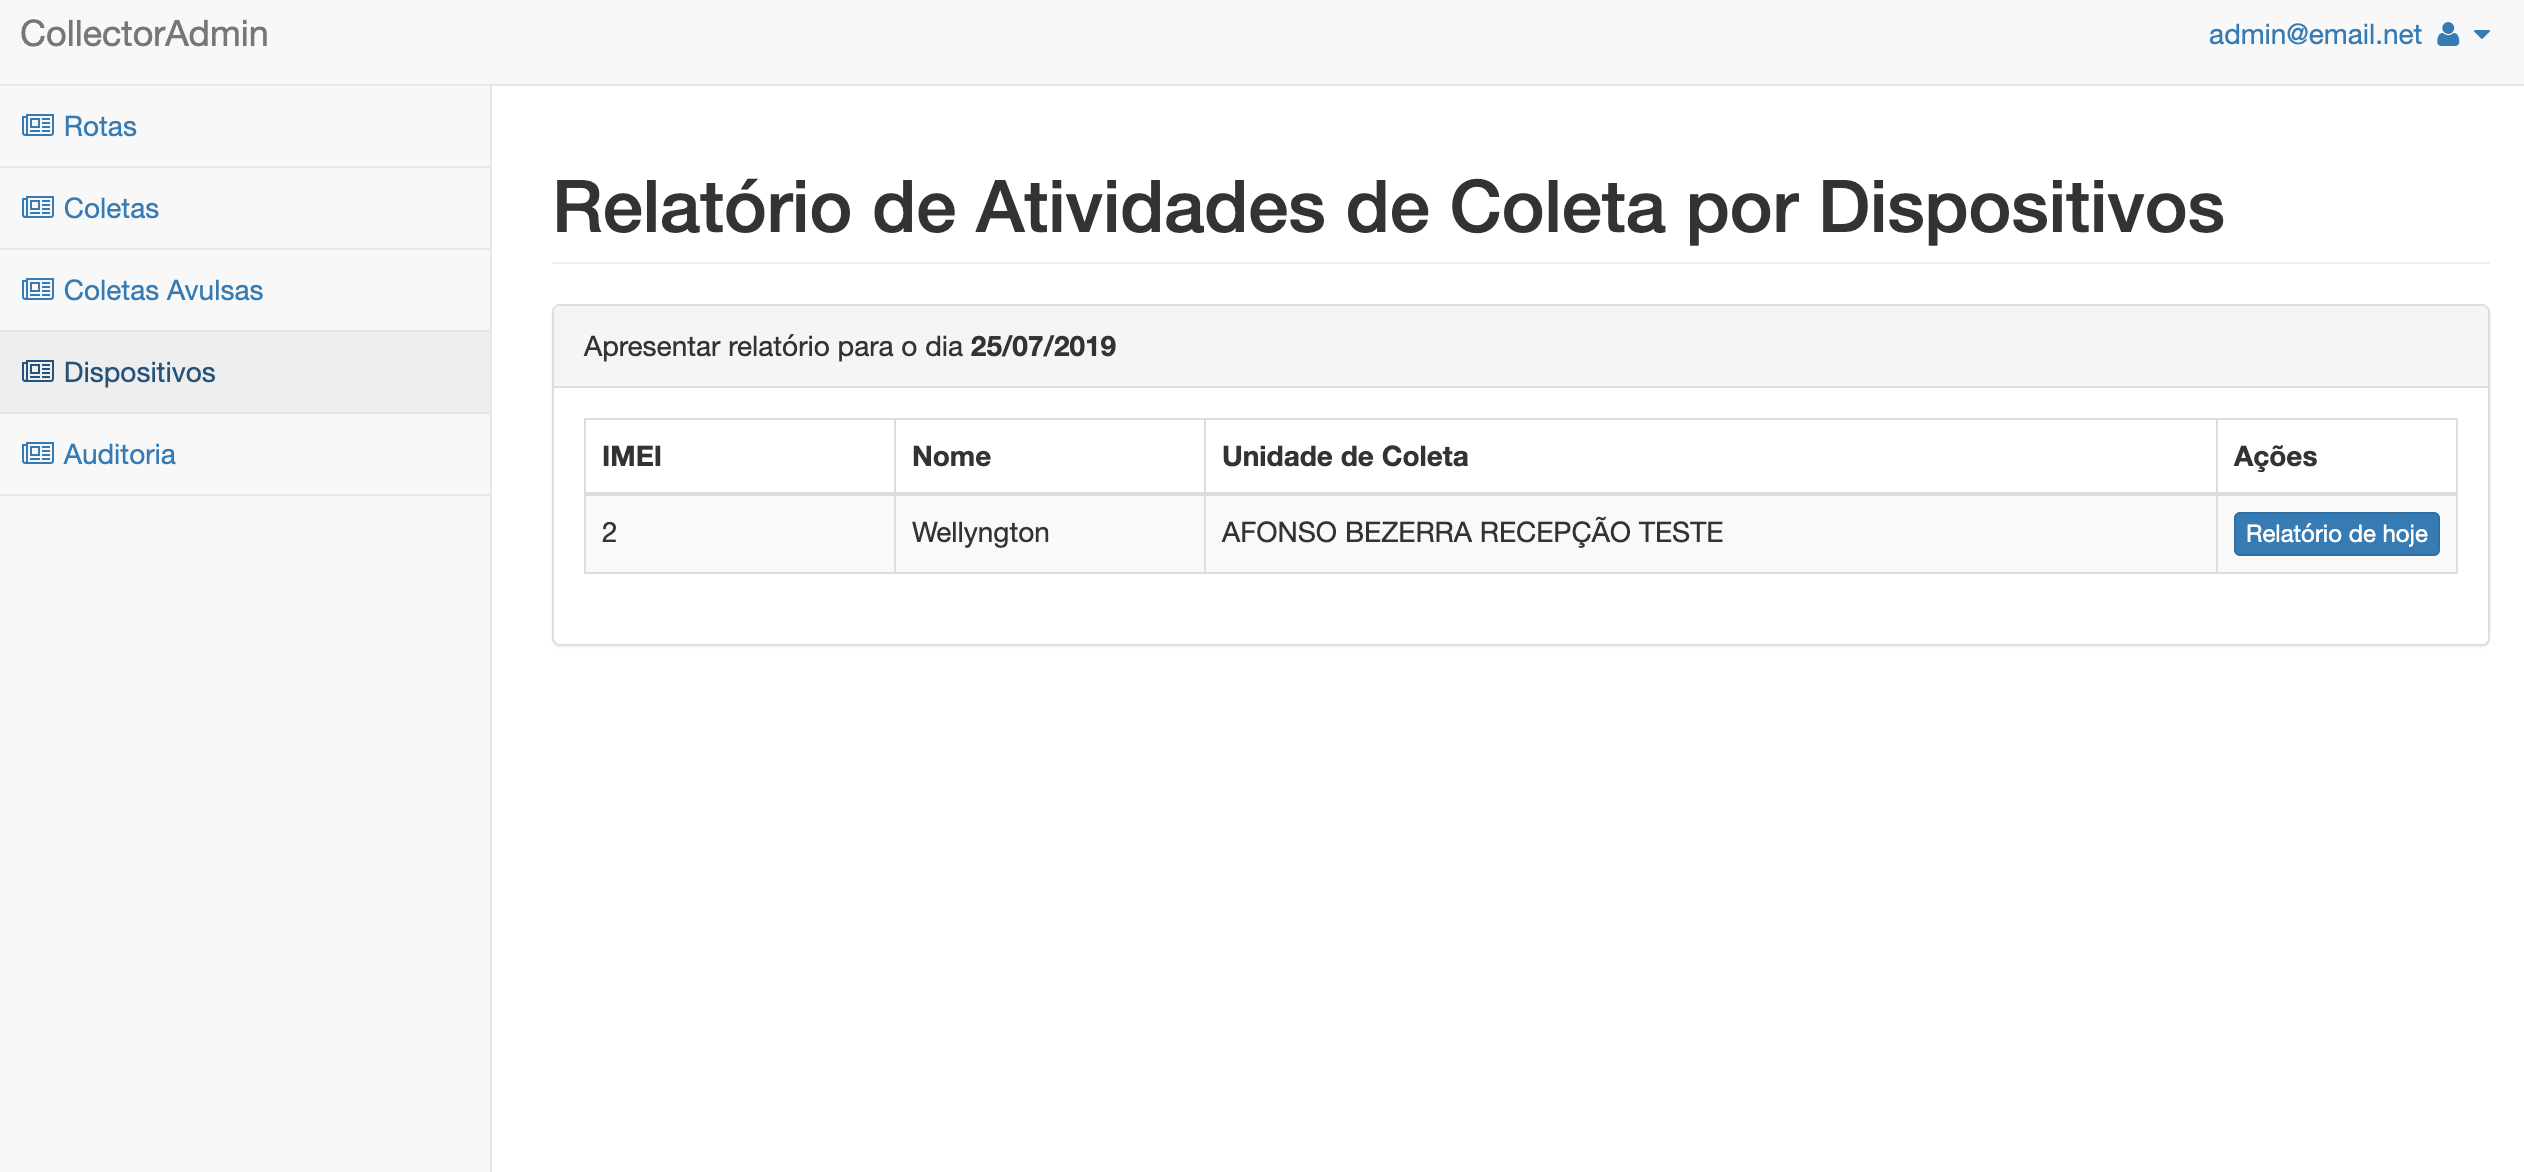 CollectorAdmin
admin@email.net
Rotas
Coletas
Coletas Avulsas
Dispositivos
Auditoria
Relatório de Atividades de Coleta por Dispositivos
Apresentar relatório para o dia 25/07/2019
IMEI Nome Unidade de Coleta Ações
2 Wellyngton AFONSO BEZERRA RECEPÇÃO TESTE Relatório de hoje